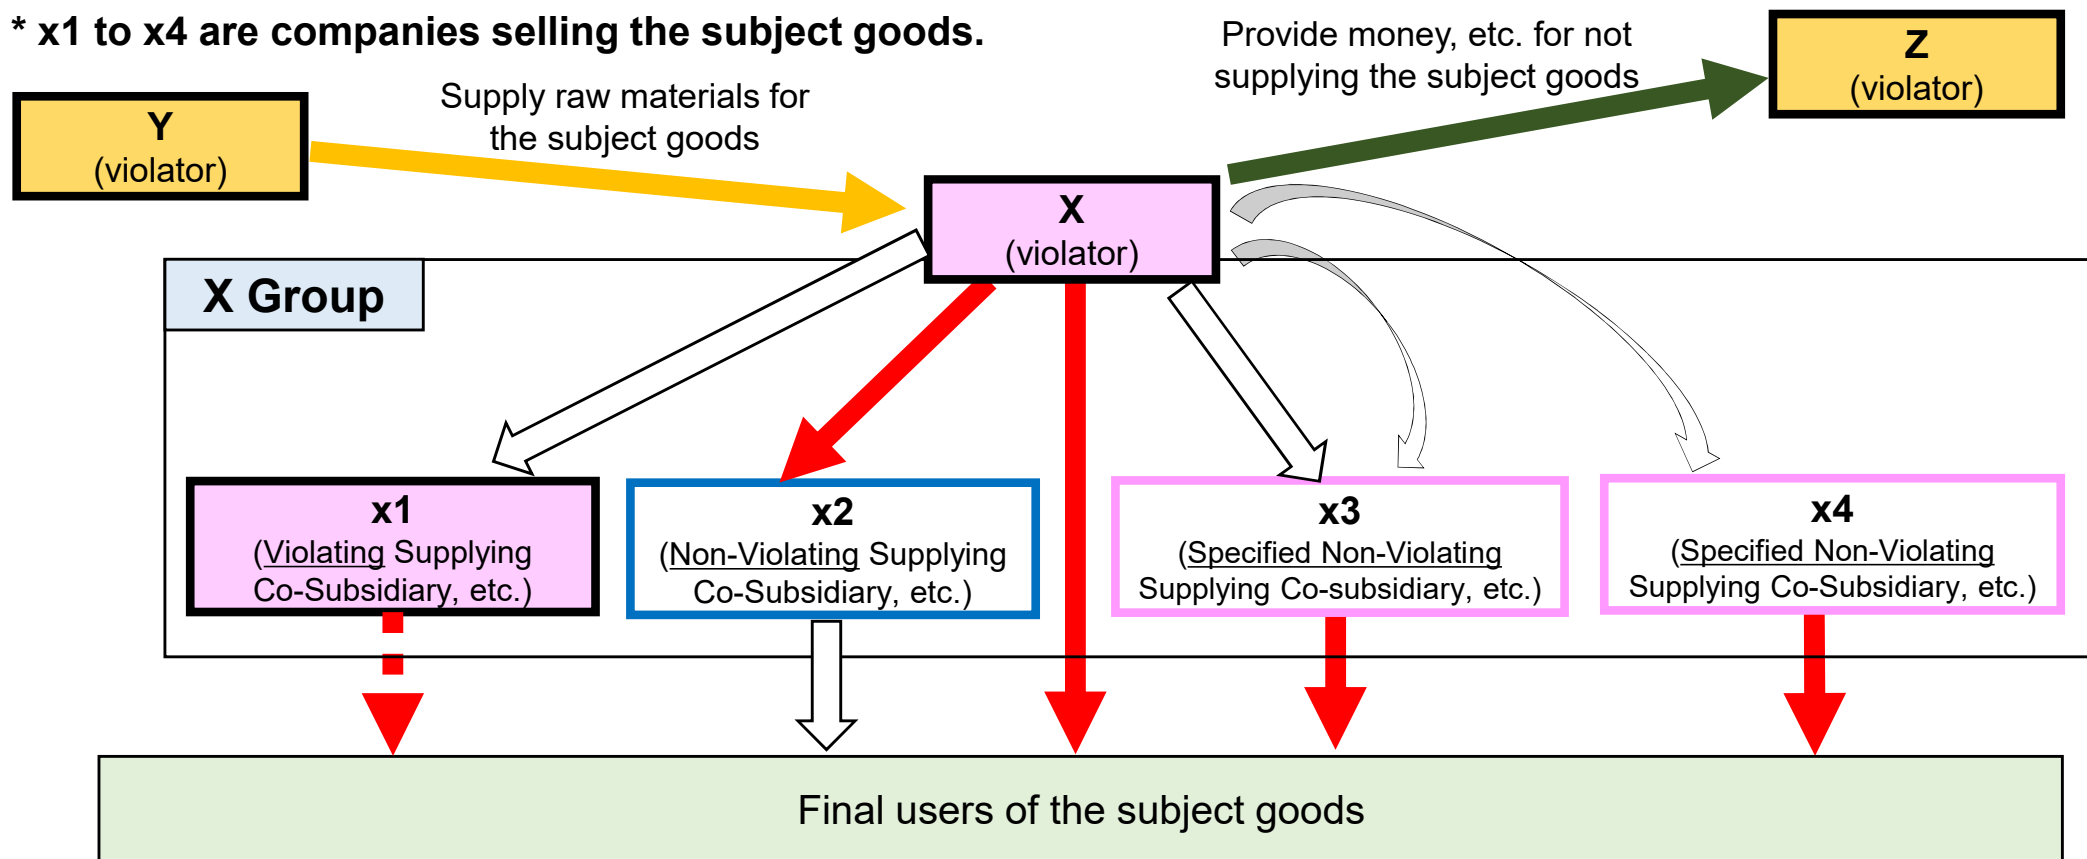 * x1 to x4 are companies selling the subject goods.
Provide money, etc. for not
supplying the subject goods
Z
(violator)
Supply raw materials for
the subject goods
Y
(violator)
X
(violator)
X Group
x1
(Violating Supplying
Co-Subsidiary, etc.)
x2
(Non-Violating Supplying
Co-Subsidiary, etc.)
x3
(Specified Non-Violating
Supplying Co-subsidiary, etc.)
x4
(Specified Non-Violating
Supplying Co-Subsidiary, etc.)
Final users of the subject goods